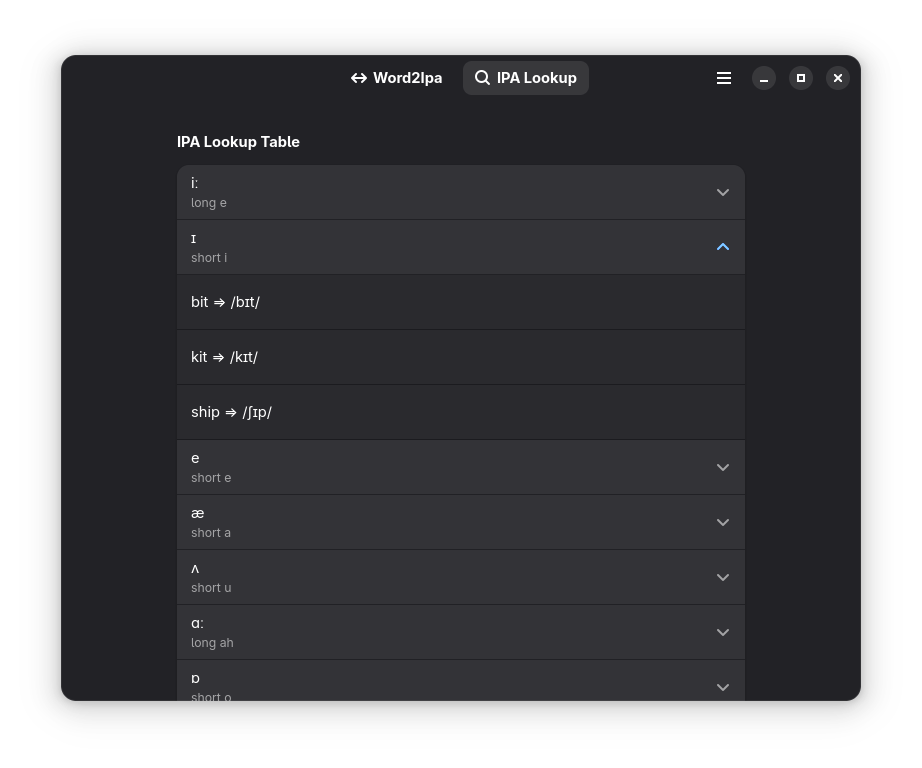 Word2Ipa
IPA Lookup
IPA Lookup Table
iː
long e
ɪ
short i
bit ⇒ /bɪt/
kit ⇒ /kɪt/
ship ⇒ /ʃɪp/
e
short e
æ
short a
ʌ
short u
ɑː
long ah
ɒ
short o